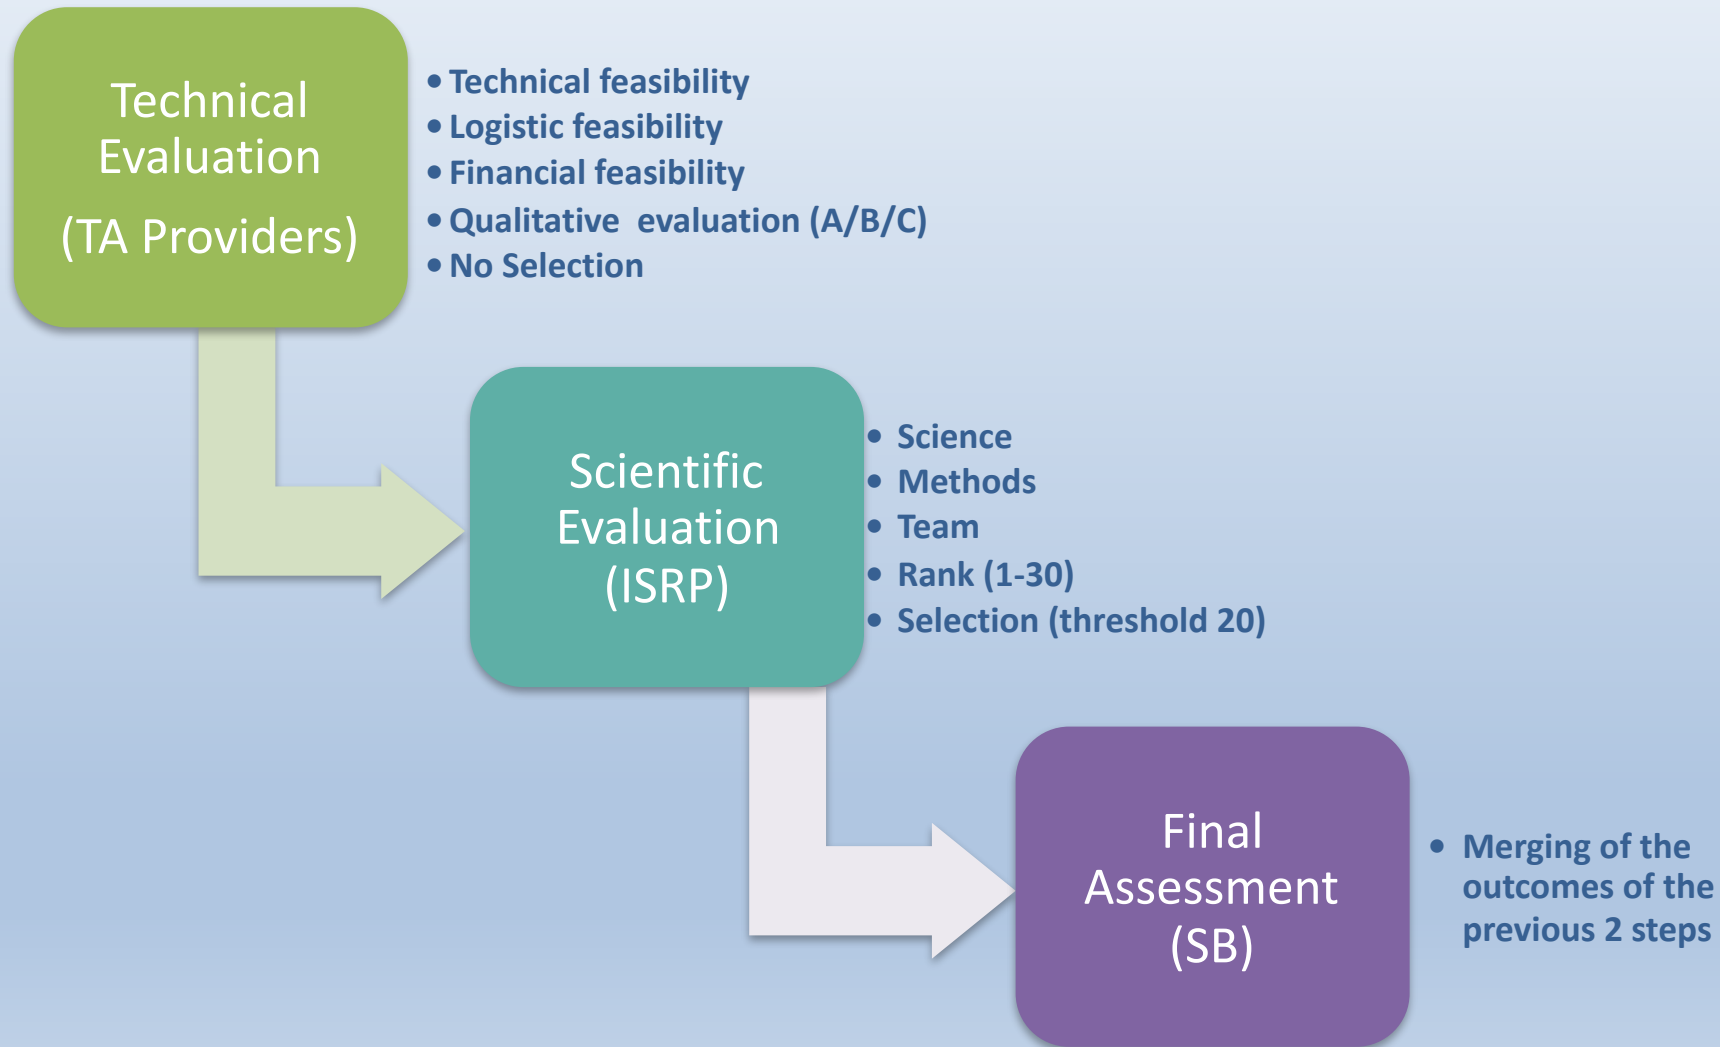 Technical
Evaluation
(TA Providers)
• Technical feasibility
• Logistic feasibility
• Financial feasibility
• Qualitative evaluation (A/B/C)
• No Selection
Scientific
Evaluation
(ISRP)
• Science
• Methods
• Team
• Rank (1-30)
• Selection (threshold 20)
Final
Assessment
(SB)
• Merging of the
outcomes of the
previous 2 steps